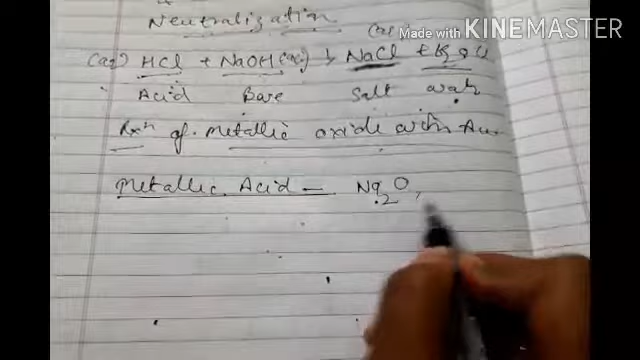 Neutralization
Made with KINEMASTER
(aq) HCl + NaOH (aq) → NaCl +
Acid Base Salt
Rxn of metallic oxide with
Metallic Acid — Na2O,